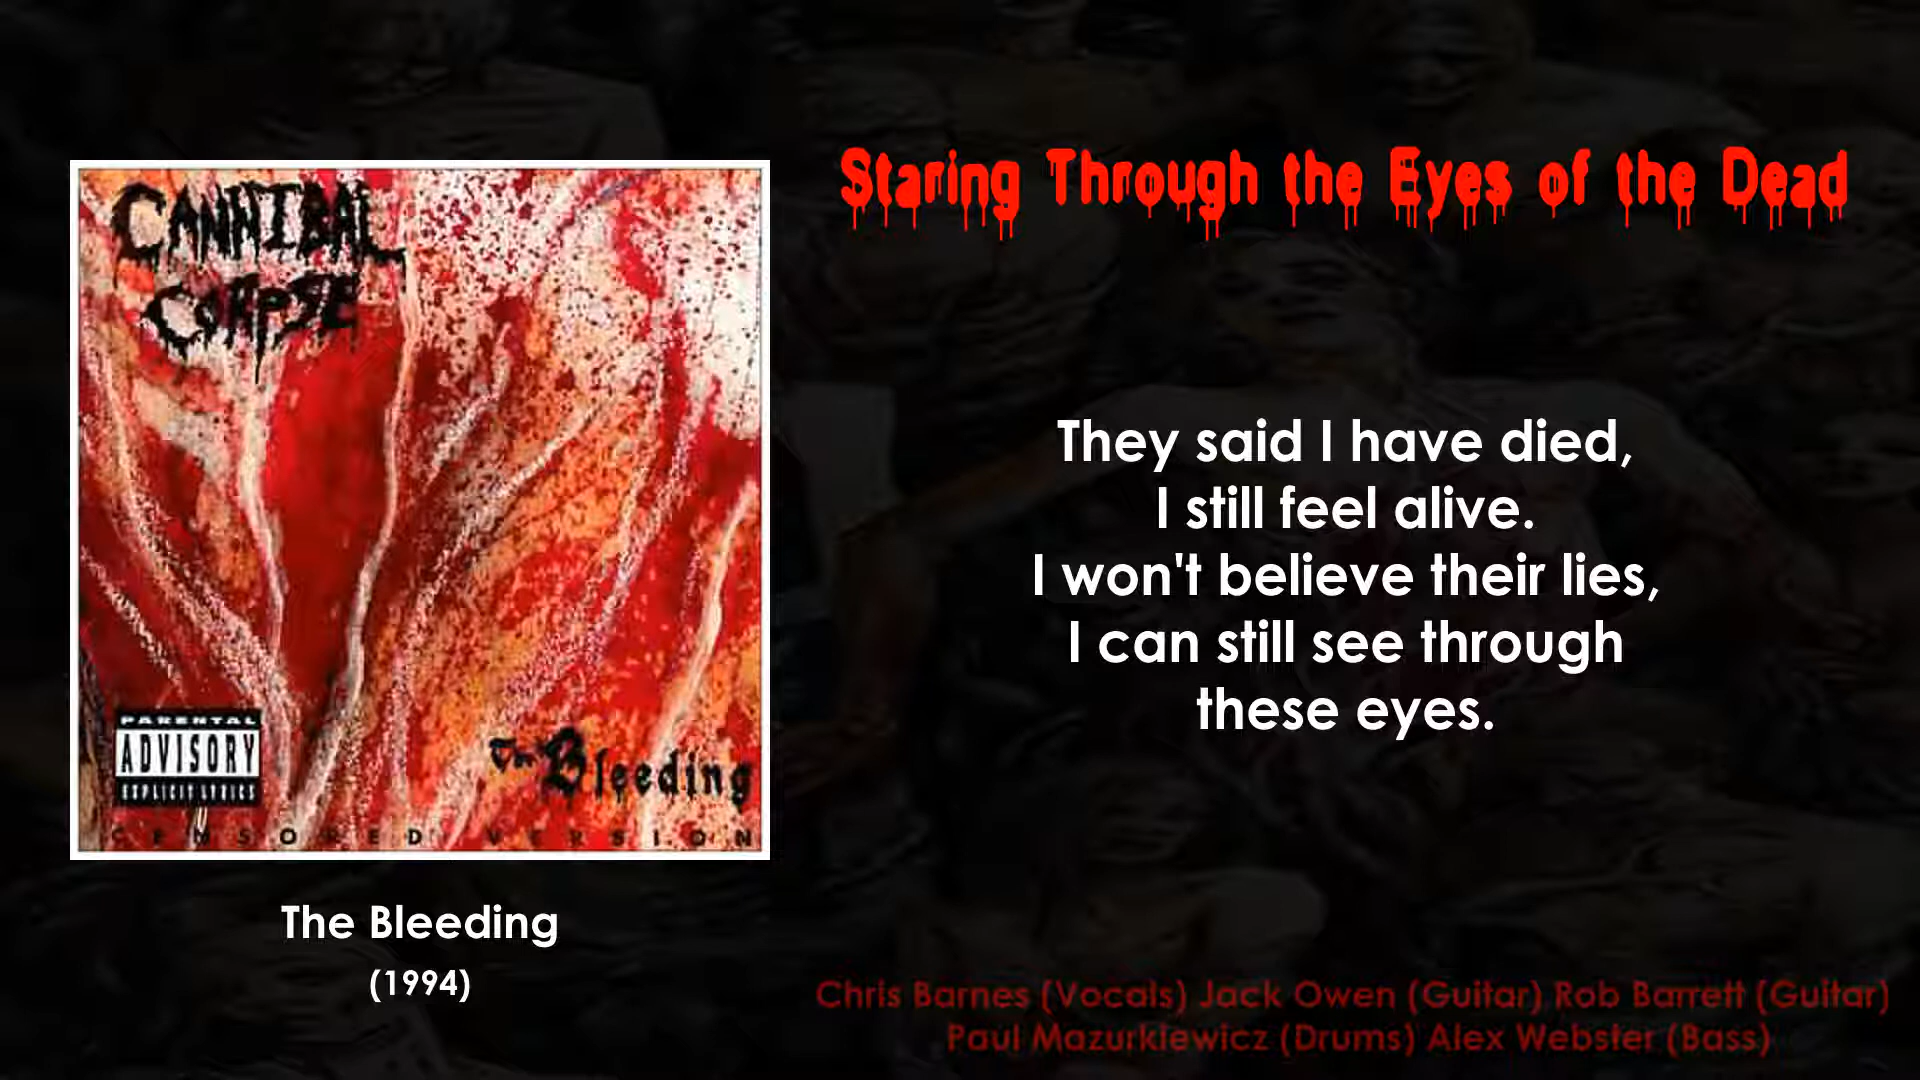 CANNIBAL
CORPSE
PARENTAL
ADVISORY
EXPLICIT LYRICS
The Bleeding
CENSORED VERSION
The Bleeding
(1994)
Staring Through the Eyes of the Dead
They said I have died,
I still feel alive.
I won't believe their lies,
I can still see through
these eyes.
Chris Barnes (Vocals) Jack Owen (Guitar) Rob Barrett (Guitar)
Paul Mazurkiewicz (Drums) Alex Webster (Bass)